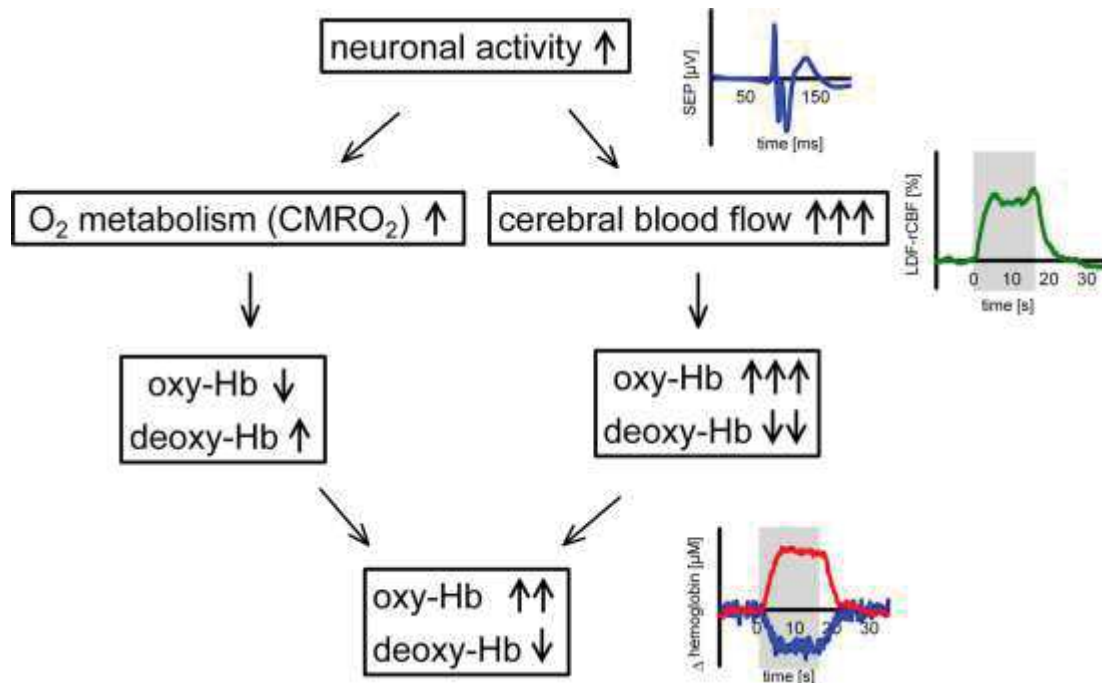 neuronal activity ↑
SEP [µV]
50 150
time [ms]
O₂ metabolism (CMRO₂) ↑
cerebral blood flow ↑↑↑
LDF-rCBF [%]
0 10 20 30
time [s]
oxy-Hb ↓
deoxy-Hb ↑
oxy-Hb ↑↑↑
deoxy-Hb ↓↓
oxy-Hb ↑↑
deoxy-Hb ↓
Δ hemoglobin [µM]
0 10 20 30
time [s]